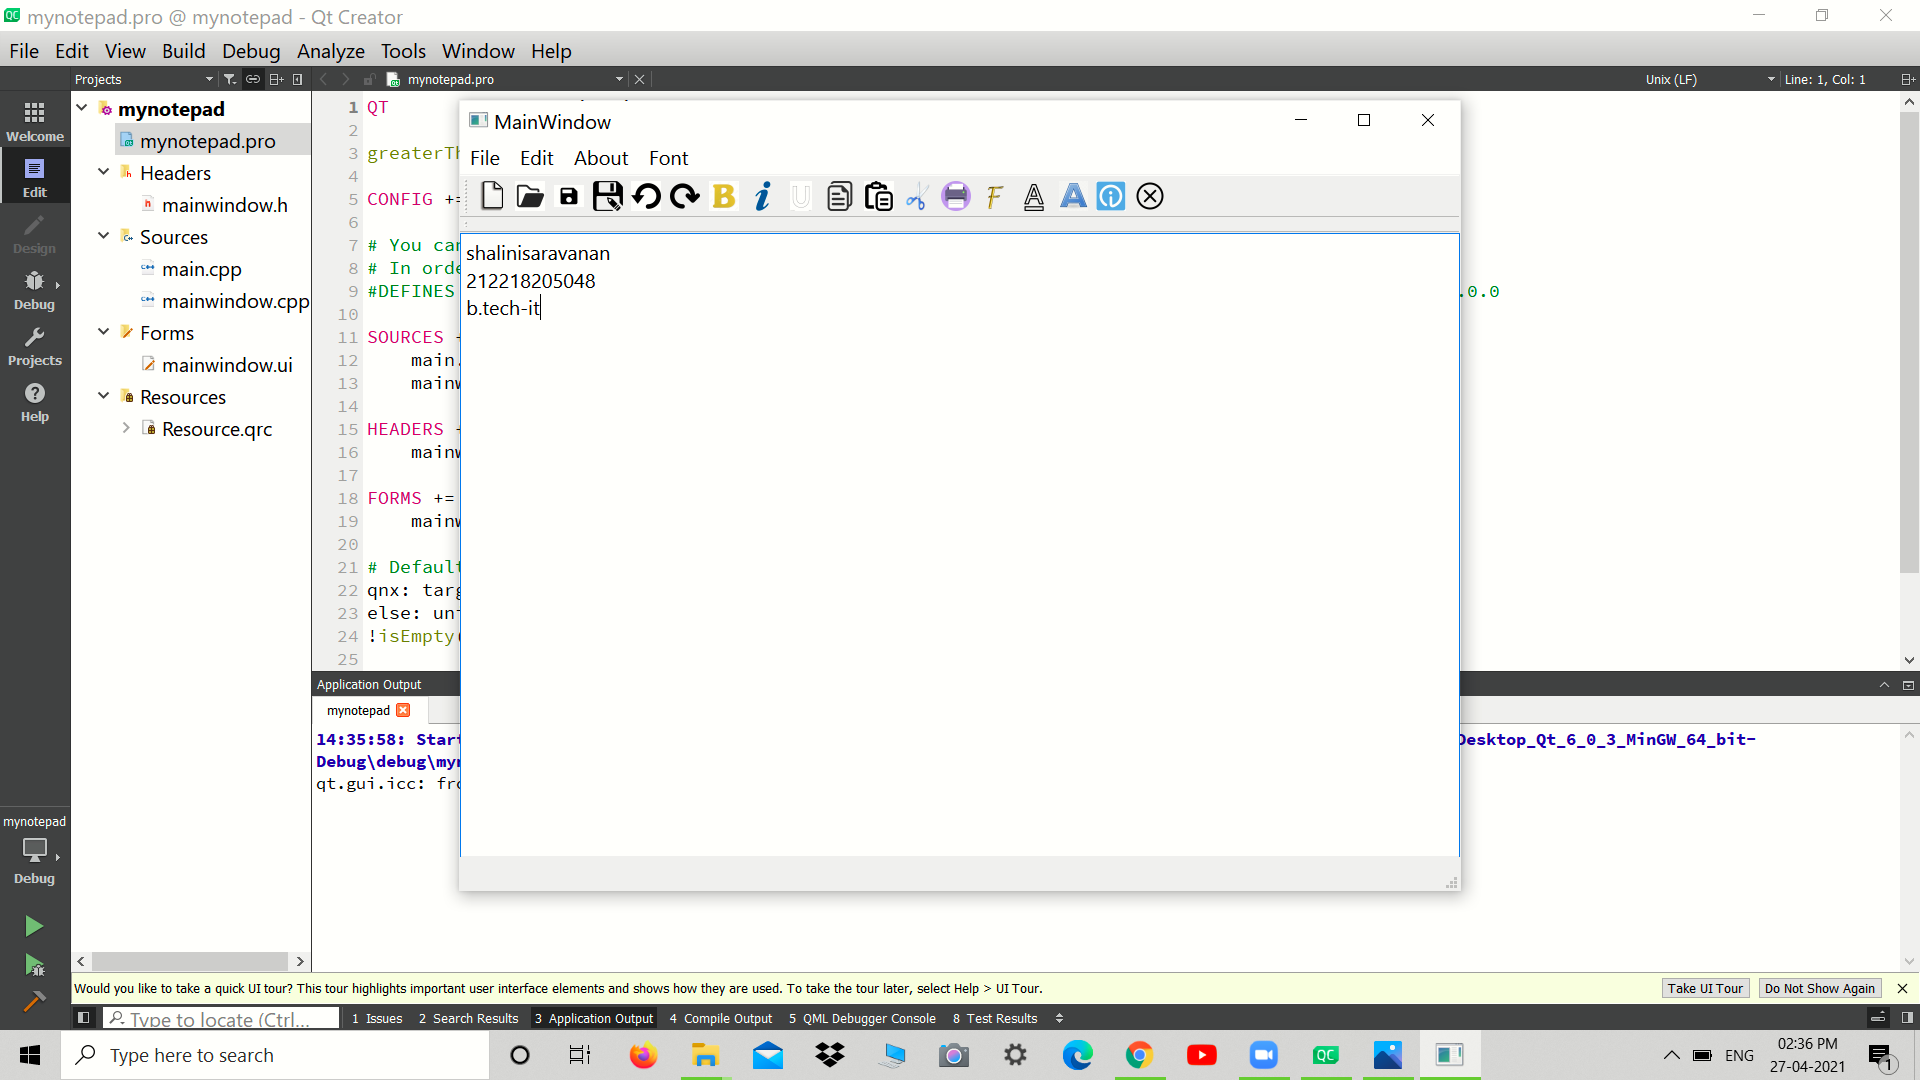 mynotepad.pro @ mynotepad - Qt Creator
File Edit View Build Debug Analyze Tools Window Help
Projects
mynotepad.pro
Unix (LF)
Line: 1, Col: 1
Welcome
Edit
Design
Debug
Projects
Help
mynotepad
Debug
mynotepad
mynotepad.pro
Headers
mainwindow.h
Sources
main.cpp
mainwindow.cpp
Forms
mainwindow.ui
Resources
Resource.qrc
1 QT
2
3 greaterTh
4
5 CONFIG +=
6
7 # You can
8 # In orde
9 #DEFINES .0.0
10
11 SOURCES
12 main.
13 mainw
14
15 HEADERS
16 mainw
17
18 FORMS +=
19 mainw
20
21 # Default
22 qnx: targ
23 else: uni
24 !isEmpty(
25
MainWindow
File Edit About Font
shalinisaravanan
212218205048
b.tech-it
Application Output
mynotepad
14:35:58: Start Desktop_Qt_6_0_3_MinGW_64_bit-
Debug\debug\myn
qt.gui.icc: fro
Would you like to take a quick UI tour? This tour highlights important user interface elements and shows how they are used. To take the tour later, select Help > UI Tour.
Take UI Tour
Do Not Show Again
Type to locate (Ctrl...
1 Issues 2 Search Results 3 Application Output 4 Compile Output 5 QML Debugger Console 8 Test Results
Type here to search
ENG
02:36 PM
27-04-2021
1